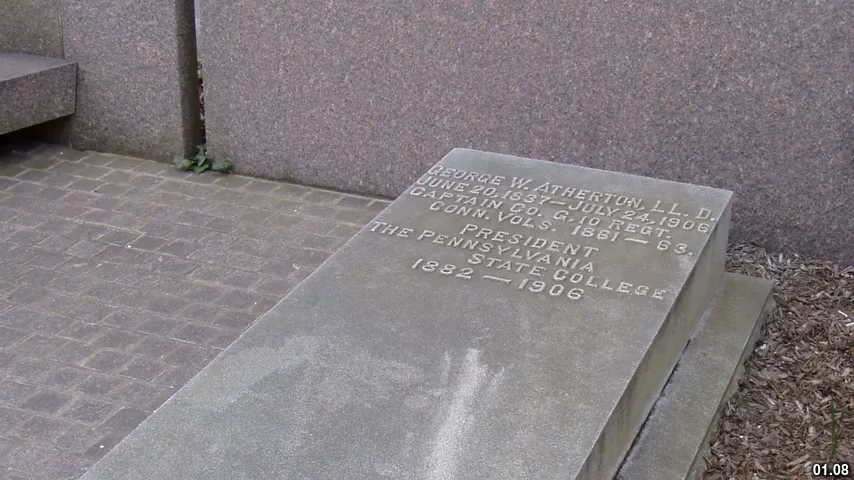 GEORGE W. ATHERTON, LL. D.
JUNE 20, 1837—JULY 24, 1906
CAPTAIN CO. G. 10 REGT.
CONN. VOLS. 1861—63.
PRESIDENT
THE PENNSYLVANIA
STATE COLLEGE
1882—1906
01.08